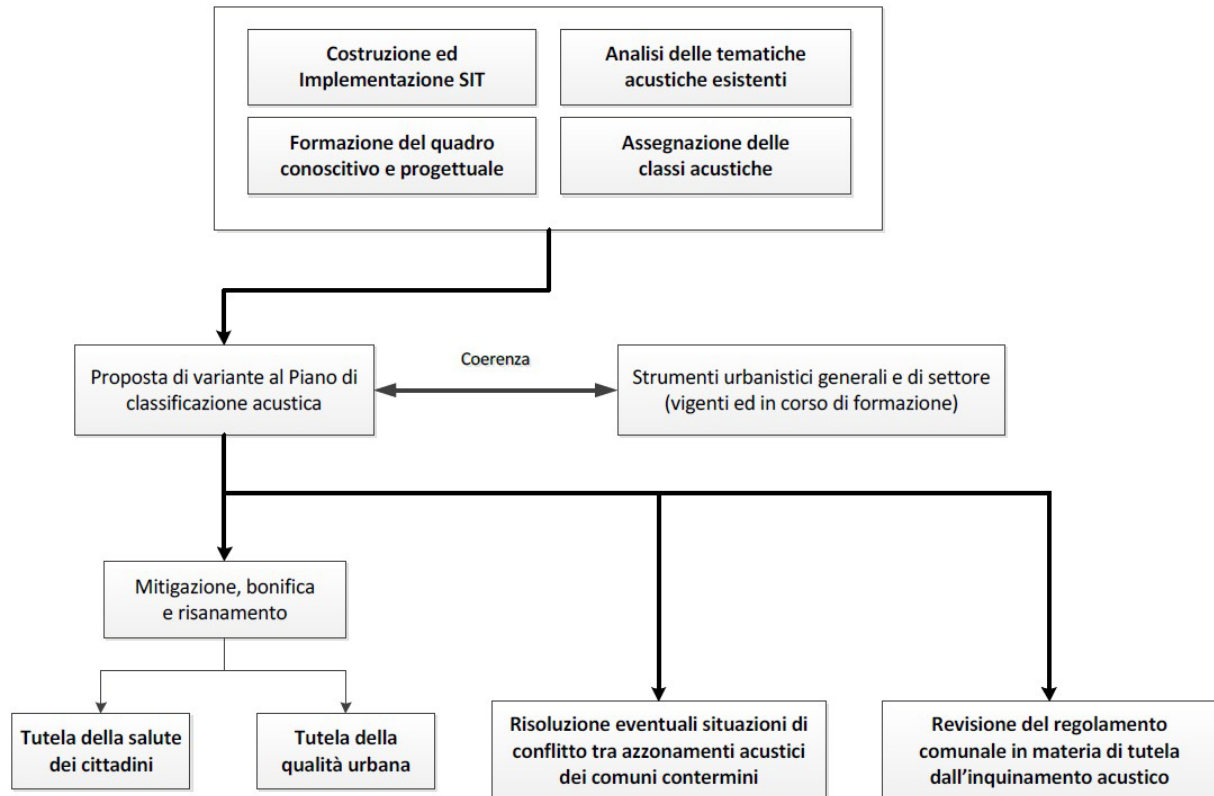 Costruzione ed
Implementazione SIT
Analisi delle tematiche
acustiche esistenti
Formazione del quadro
conoscitivo e progettuale
Assegnazione delle
classi acustiche
Proposta di variante al Piano di
classificazione acustica
Coerenza
Strumenti urbanistici generali e di settore
(vigenti ed in corso di formazione)
Mitigazione, bonifica
e risanamento
Tutela della salute
dei cittadini
Tutela della
qualità urbana
Risoluzione eventuali situazioni di
conflitto tra azzonamenti acustici
dei comuni contermini
Revisione del regolamento
comunale in materia di tutela
dall'inquinamento acustico